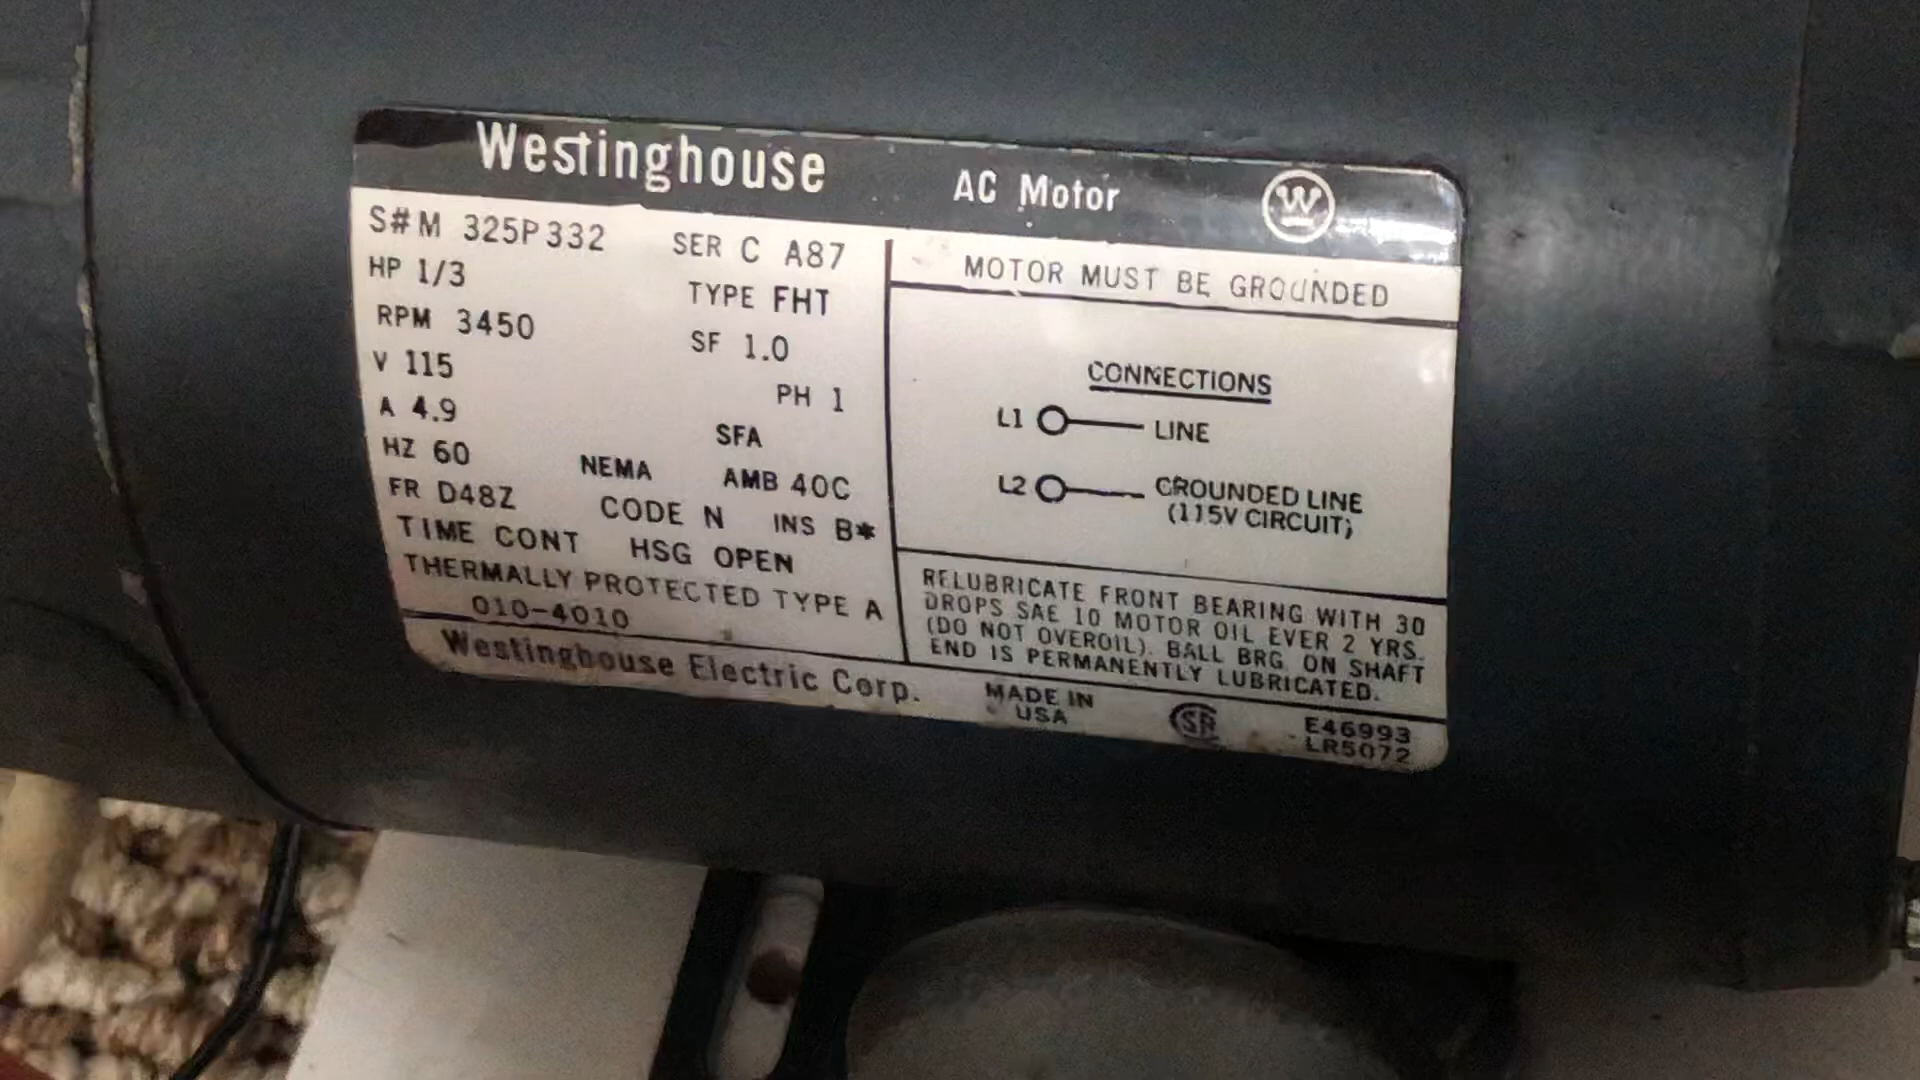 Westinghouse AC Motor W
S#M 325P332 SER C A87
HP 1/3 TYPE FHT
RPM 3450 SF 1.0
V 115 PH 1
A 4.9 SFA
HZ 60 NEMA AMB 40C
FR D48Z CODE N INS B*
TIME CONT HSG OPEN
THERMALLY PROTECTED TYPE A
010-4010
MOTOR MUST BE GROUNDED
CONNECTIONS
L1 LINE
L2 GROUNDED LINE
(115V CIRCUIT)
RELUBRICATE FRONT BEARING WITH 30
DROPS SAE 10 MOTOR OIL EVER 2 YRS.
(DO NOT OVEROIL). BALL BRG. ON SHAFT
END IS PERMANENTLY LUBRICATED.
Westinghouse Electric Corp.
MADE IN
USA
E46993
LR5072